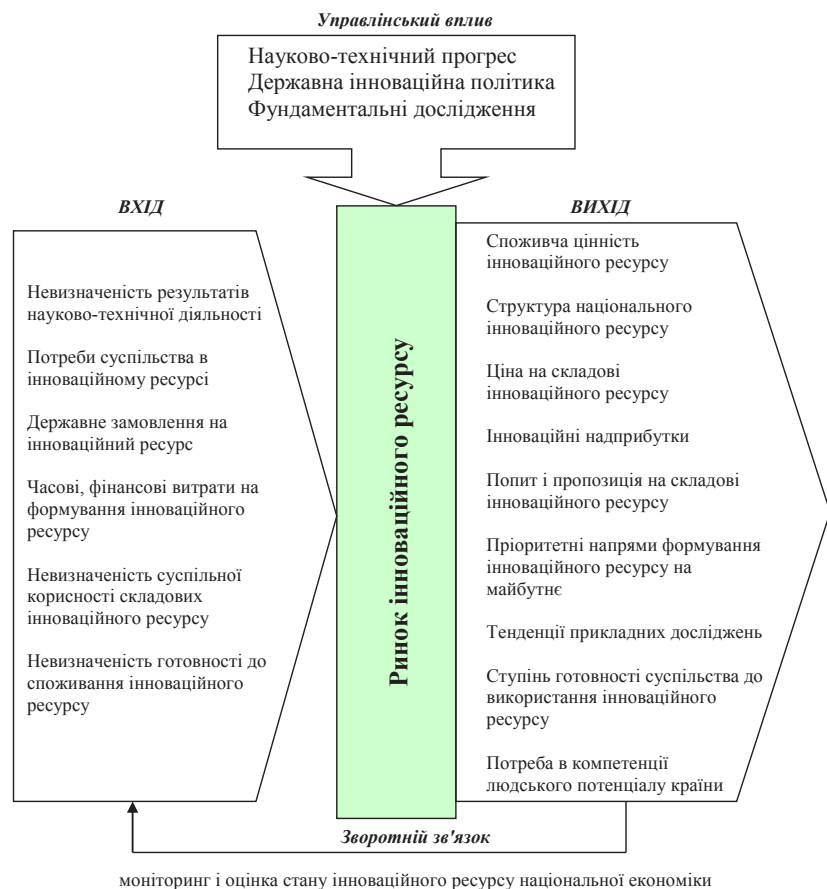 Управлінський вплив
Науково-технічний прогрес
Державна інноваційна політика
Фундаментальні дослідження
ВХІД
Невизначеність результатів
науково-технічної діяльності
Потреби суспільства в
інноваційному ресурсі
Державне замовлення на
інноваційний ресурс
Часові, фінансові витрати на
формування інноваційного
ресурсу
Невизначеність суспільної
корисності складових
інноваційного ресурсу
Невизначеність готовності до
споживання інноваційного
ресурсу
Ринок інноваційного ресурсу
ВИХІД
Споживча цінність
інноваційного ресурсу
Структура національного
інноваційного ресурсу
Ціна на складові
інноваційного ресурсу
Інноваційні надприбутки
Попит і пропозиція на складові
інноваційного ресурсу
Пріоритетні напрями формування
інноваційного ресурсу на
майбутнє
Тенденції прикладних досліджень
Ступінь готовності суспільства до
використання інноваційного
ресурсу
Потреба в компетенції
людського потенціалу країни
Зворотній зв'язок
моніторинг і оцінка стану інноваційного ресурсу національної економіки